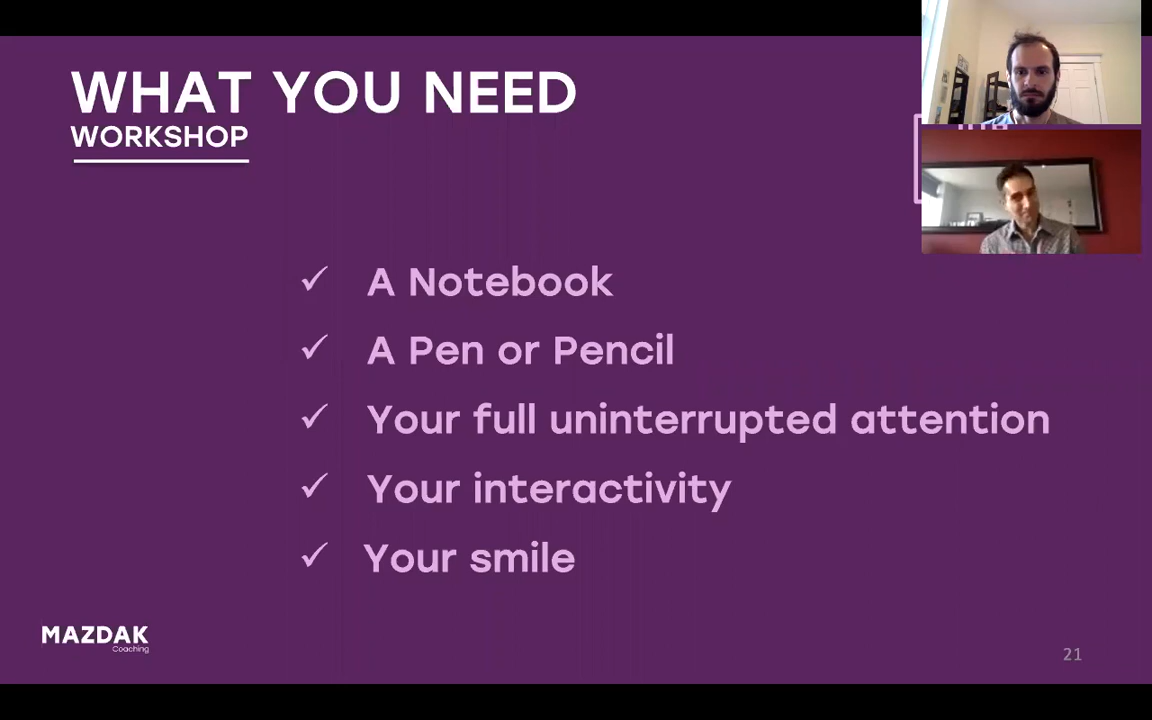 WHAT YOU NEED
WORKSHOP
✓ A Notebook
✓ A Pen or Pencil
✓ Your full uninterrupted attention
✓ Your interactivity
✓ Your smile
MAZDAK
Coaching
21